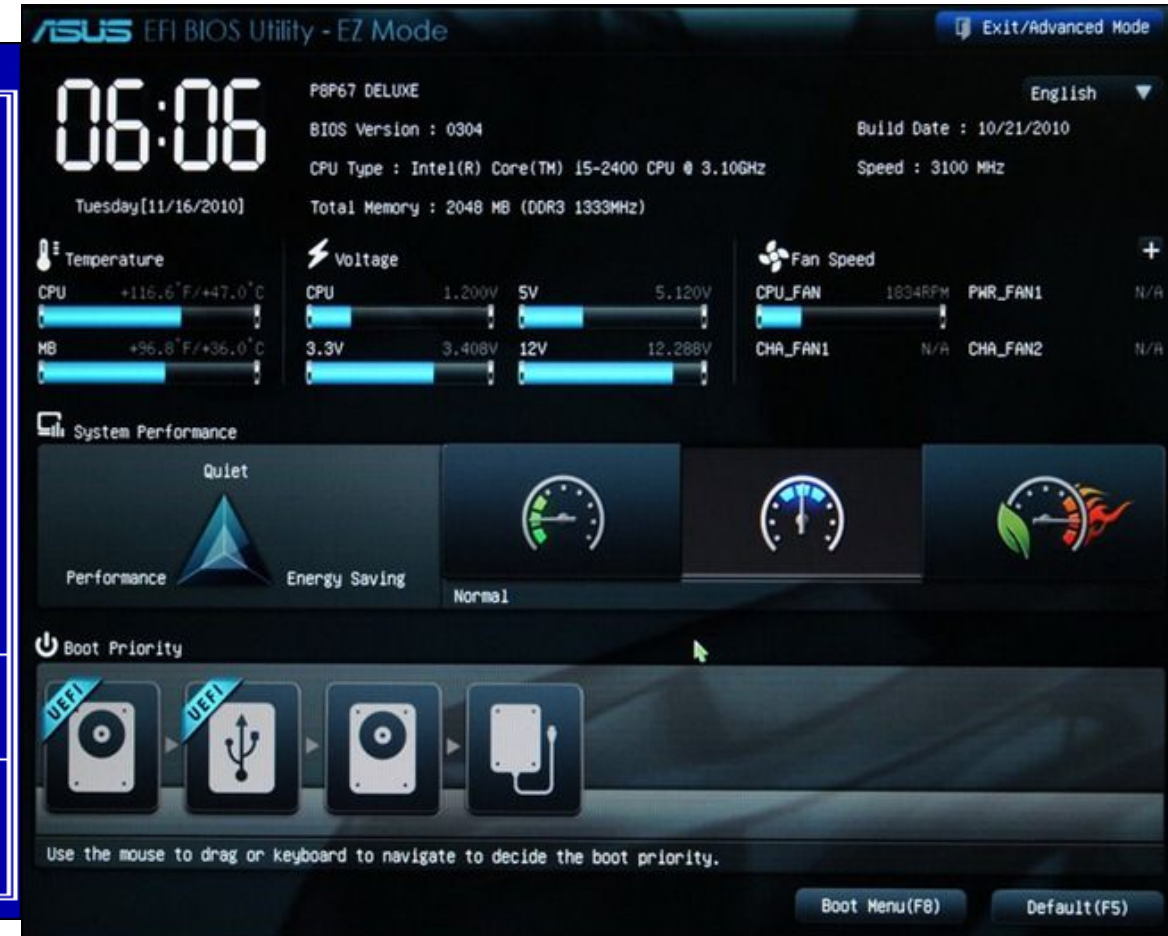 ASUS EFI BIOS Utility - EZ Mode
Exit/Advanced Mode
06:06
Tuesday[11/16/2010]
P8P67 DELUXE
English
BIOS Version : 0304
Build Date : 10/21/2010
CPU Type : Intel(R) Core(TM) i5-2400 CPU @ 3.10GHz
Speed : 3100 MHz
Total Memory : 2048 MB (DDR3 1333MHz)
Temperature
CPU +116.6°F/+47.0°C
MB +96.8°F/+36.0°C
Voltage
CPU 1.200V 5V 5.120V
3.3V 3.408V 12V 12.288V
Fan Speed
CPU_FAN 1834RPM PWR_FAN1 N/A
CHA_FAN1 N/A CHA_FAN2 N/A
System Performance
Quiet
Performance
Energy Saving
Normal
Boot Priority
UEFI
UEFI
Use the mouse to drag or keyboard to navigate to decide the boot priority.
Boot Menu(F8)
Default(F5)